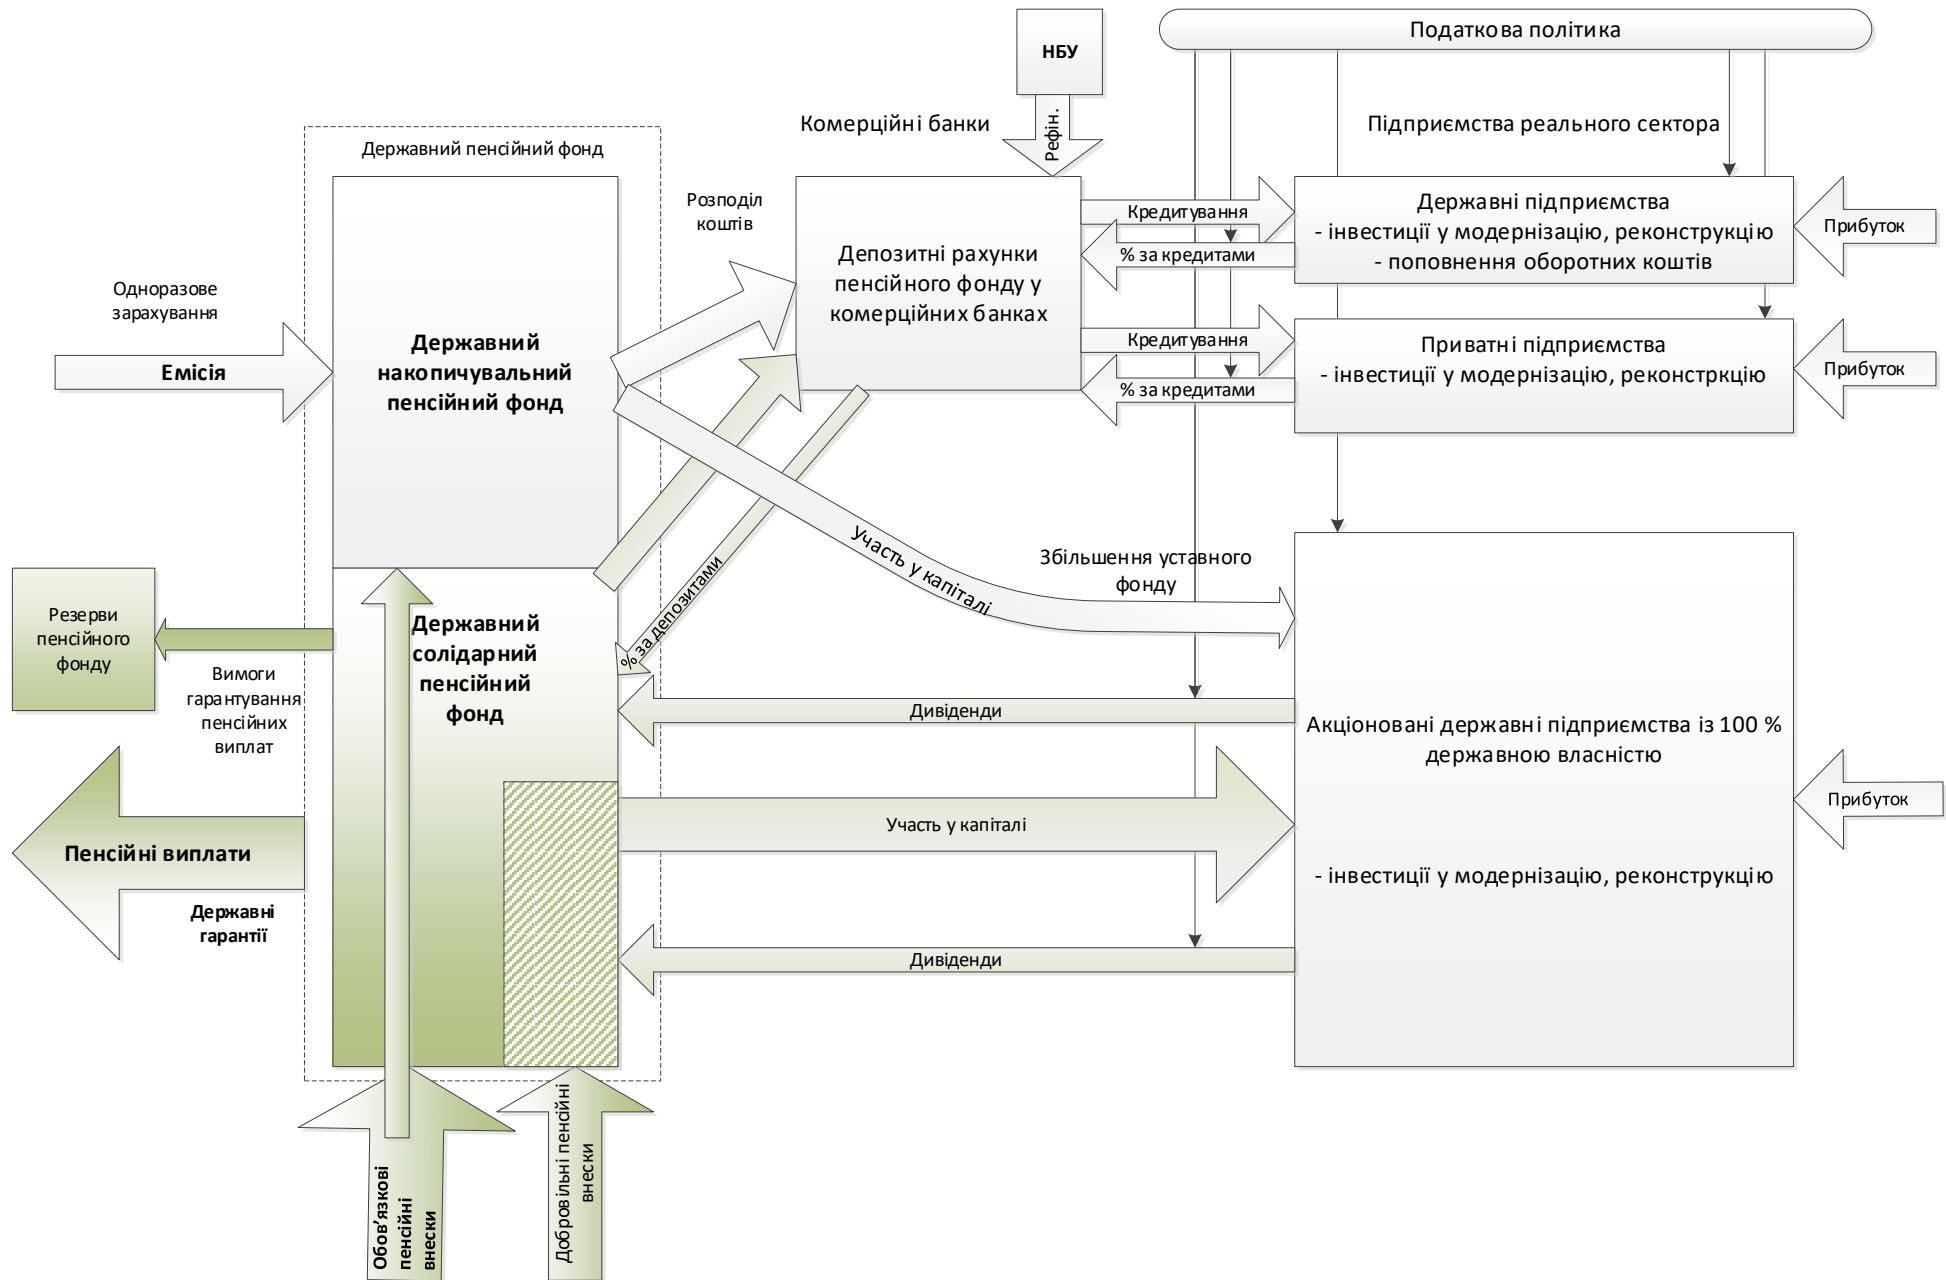 Податкова політика
НБУ
Рефін.
Комерційні банки
Підприємства реального сектора
Державний пенсійний фонд
Розподіл
коштів
Державні підприємства
- інвестиції у модернізацію, реконструкцію
- поповнення оборотних коштів
Кредитування
% за кредитами
Прибуток
Депозитні рахунки
пенсійного фонду у
комерційних банках
Одноразове
зарахування
Емісія
Державний
накопичувальний
пенсійний фонд
Кредитування
% за кредитами
Приватні підприємства
- інвестиції у модернізацію, реконстркцію
Прибуток
Участь у капіталі
Збільшення уставного
фонду
% за депозитами
Резерви
пенсійного
фонду
Державний
солідарний
пенсійний
фонд
Вимоги
гарантування
пенсійних
виплат
Дивіденди
Акціоновані державні підприємства із 100 %
державною власністю
- інвестиції у модернізацію, реконструкцію
Прибуток
Участь у капіталі
Пенсійні виплати
Державні
гарантії
Дивіденди
Обов’язкові
пенсійні
внески
Добровільні пенсійні
внески